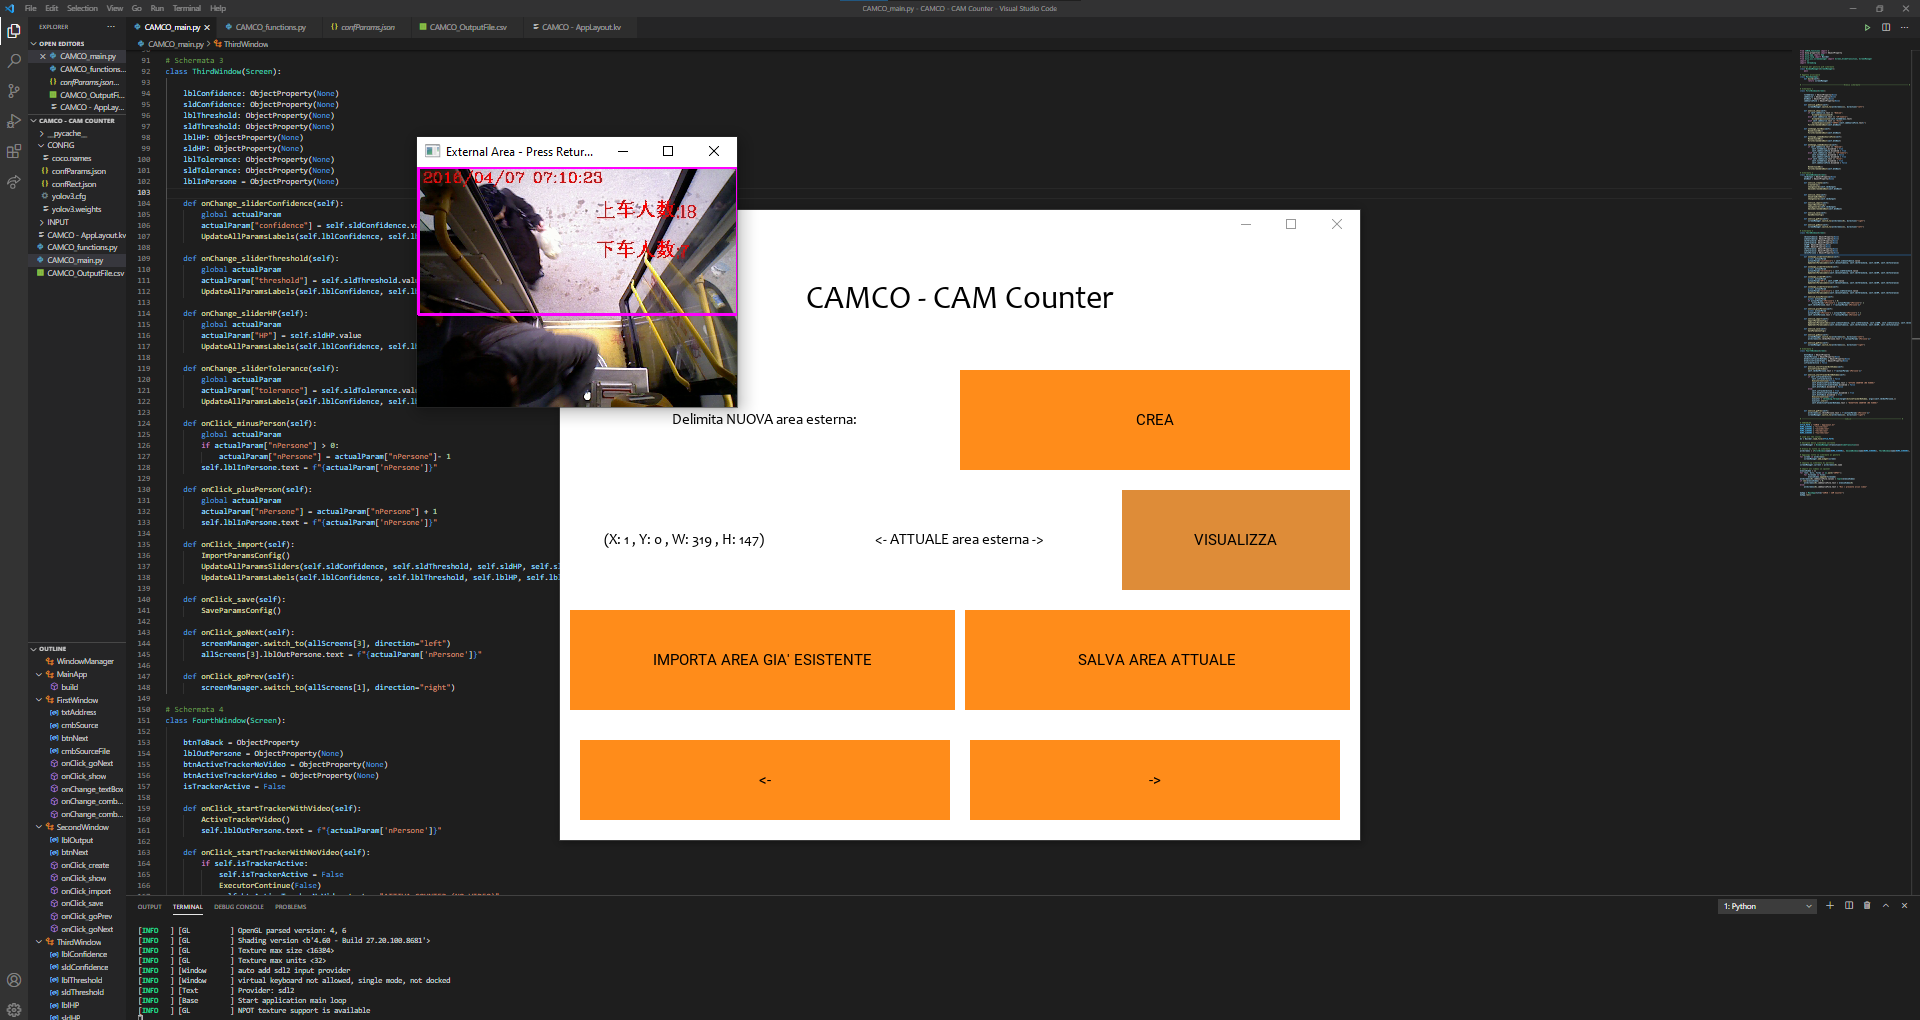 File Edit Selection View Go Run Terminal Help
CAMCO_main.py - CAMCO - CAM Counter - Visual Studio Code
EXPLORER
CAMCO_main.py
CAMCO_functions.py
confParams.json
CAMCO_OutputFile.csv
CAMCO - AppLayout.kv
OPEN EDITORS
CAMCO_main.py
CAMCO_functions...
confParams.json...
CAMCO_OutputFi...
CAMCO - AppLay...
CAMCO - CAM COUNTER
__pycache__
CONFIG
coco.names
confParams.json
confRect.json
yolov3.cfg
yolov3.weights
INPUT
CAMCO - AppLayout.kv
CAMCO_functions.py
CAMCO_main.py
CAMCO_OutputFile.csv
OUTLINE
WindowManager
MainApp
build
FirstWindow
txtAddress
cmbSource
btnNext
cmbSourceFile
onClick_goNext
onClick_show
onChange_textBox
onChange_comb...
onChange_comb...
SecondWindow
lblOutput
btnNext
onClick_create
onClick_show
onClick_import
onClick_save
onClick_goPrev
onClick_goNext
ThirdWindow
lblConfidence
sldConfidence
lblThreshold
sldThreshold
lblHP
sldHP
CAMCO_main.py > ThirdWindow
91 # Schermata 3
92 class ThirdWindow(Screen):
93
94 lblConfidence: ObjectProperty(None)
95 sldConfidence: ObjectProperty(None)
96 lblThreshold: ObjectProperty(None)
97 sldThreshold: ObjectProperty(None)
98 lblHP: ObjectProperty(None)
99 sldHP: ObjectProperty(None)
100 lblTolerance: ObjectProperty(None)
101 sldTolerance: ObjectProperty(None)
102 lblInPersone = ObjectProperty(None)
103
104 def onChange_sliderConfidence(self):
105 global actualParam
106 actualParam["confidence"] = self.sldConfidence.va
107 UpdateAllParamsLabels(self.lblConfidence, self.lb
108
109 def onChange_sliderThreshold(self):
110 global actualParam
111 actualParam["threshold"] = self.sldThreshold.valu
112 UpdateAllParamsLabels(self.lblConfidence, self.lb
113
114 def onChange_sliderHP(self):
115 global actualParam
116 actualParam["HP"] = self.sldHP.value
117 UpdateAllParamsLabels(self.lblConfidence, self.lb
118
119 def onChange_sliderTolerance(self):
120 global actualParam
121 actualParam["tolerance"] = self.sldTolerance.valu
122 UpdateAllParamsLabels(self.lblConfidence, self.lb
123
124 def onClick_minusPerson(self):
125 global actualParam
126 if actualParam["nPersone"] > 0:
127 actualParam["nPersone"] = actualParam["nPersone"]- 1
128 self.lblInPersone.text = f"{actualParam['nPersone']}"
129
130 def onClick_plusPerson(self):
131 global actualParam
132 actualParam["nPersone"] = actualParam["nPersone"] + 1
133 self.lblInPersone.text = f"{actualParam['nPersone']}"
134
135 def onClick_import(self):
136 ImportParamsConfig()
137 UpdateAllParamsSliders(self.sldConfidence, self.sldThreshold, self.sldHP, self.sl
138 UpdateAllParamsLabels(self.lblConfidence, self.lblThreshold, self.lblHP, self.lbl
139
140 def onClick_save(self):
141 SaveParamsConfig()
142
143 def onClick_goNext(self):
144 screenManager.switch_to(allScreens[3], direction="left")
145 allScreens[3].lblOutPersone.text = f"{actualParam['nPersone']}"
146
147 def onClick_goPrev(self):
148 screenManager.switch_to(allScreens[1], direction="right")
149
150 # Schermata 4
151 class FourthWindow(Screen):
152
153 btnToBack = ObjectProperty
154 lblOutPersone = ObjectProperty(None)
155 btnActiveTrackerNoVideo = ObjectProperty(None)
156 btnActiveTrackerVideo = ObjectProperty(None)
157 isTrackerActive = False
158
159 def onClick_startTrackerWithVideo(self):
160 ActiveTrackerVideo()
161 self.lblOutPersone.text = f"{actualParam['nPersone']}"
162
163 def onClick_startTrackerWithNoVideo(self):
164 if self.isTrackerActive:
165 self.isTrackerActive = False
166 ExecutorContinue(False)
External Area - Press Retur...
2018/04/07 07:10:23
上车人数:18
下车人数:7
CAMCO - CAM Counter
Delimita NUOVA area esterna:
CREA
(X: 1 , Y: 0 , W: 319 , H: 147)
<- ATTUALE area esterna ->
VISUALIZZA
IMPORTA AREA GIA' ESISTENTE
SALVA AREA ATTUALE
<-
->
OUTPUT TERMINAL DEBUG CONSOLE PROBLEMS
1: Python
[INFO ] [GL ] OpenGL parsed version: 4, 6
[INFO ] [GL ] Shading version <b'4.60 - Build 27.20.100.8681'>
[INFO ] [GL ] Texture max size <16384>
[INFO ] [GL ] Texture max units <32>
[INFO ] [Window ] auto add sdl2 input provider
[INFO ] [Window ] virtual keyboard not allowed, single mode, not docked
[INFO ] [Text ] Provider: sdl2
[INFO ] [Base ] Start application main loop
[INFO ] [GL ] NPOT texture support is available